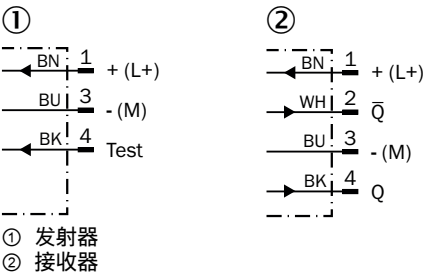 ① ②
BN 1 + (L+)
BU 3 - (M)
BK 4 Test
BN 1 + (L+)
WH 2 Q̅
BU 3 - (M)
BK 4 Q
① 发射器
② 接收器